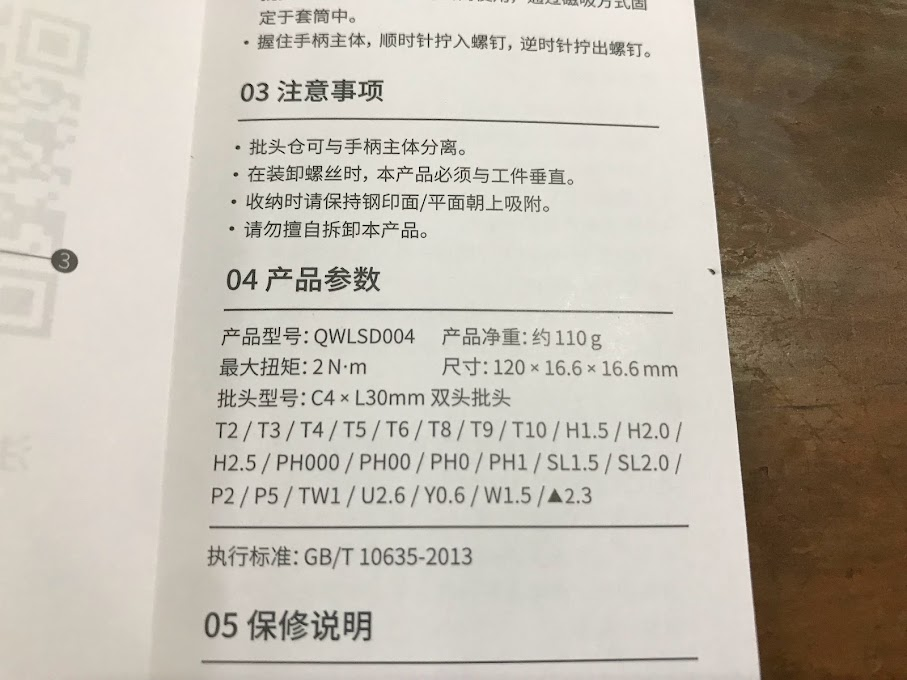 定于套筒中。
· 握住手柄主体，顺时针拧入螺钉，逆时针拧出螺钉。
03 注意事项
· 批头仓可与手柄主体分离。
· 在装卸螺丝时，本产品必须与工件垂直。
· 收纳时请保持钢印面/平面朝上吸附。
· 请勿擅自拆卸本产品。
3
04 产品参数
产品型号：QWLSD004 产品净重：约 110 g
最大扭矩：2 N·m 尺寸：120 × 16.6 × 16.6 mm
批头型号：C4 × L30mm 双头批头
T2 / T3 / T4 / T5 / T6 / T8 / T9 / T10 / H1.5 / H2.0 /
H2.5 / PH000 / PH00 / PH0 / PH1 / SL1.5 / SL2.0 /
P2 / P5 / TW1 / U2.6 / Y0.6 / W1.5 /▲2.3
执行标准：GB/T 10635-2013
05 保修说明